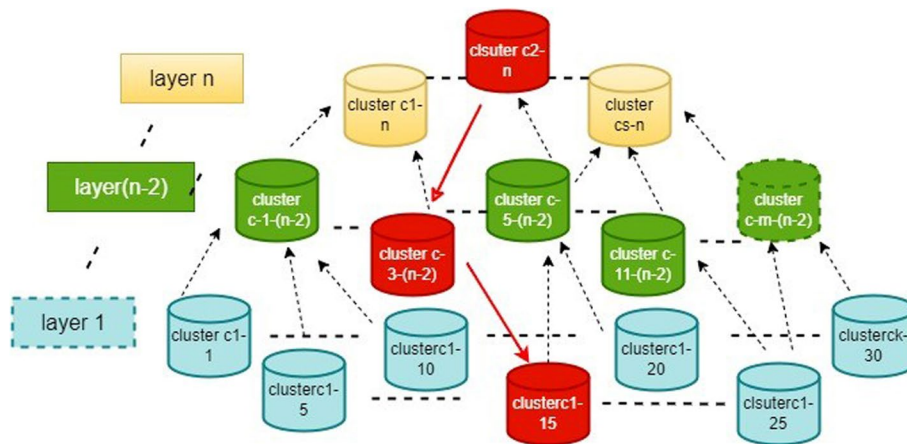 clsuter c2-
n
layer n
cluster c1-
n
cluster
cs-n
layer(n-2)
cluster
c-1-(n-2)
cluster c-
5-(n-2)
cluster
c-m-(n-2)
cluster c-
3-(n-2)
cluster c-
11-(n-2)
layer 1
cluster c1-
1
clusterc1-
10
clusterc1-
20
clusterck-
30
clusterc1-
5
clusterc1-
15
clsuterc1-
25